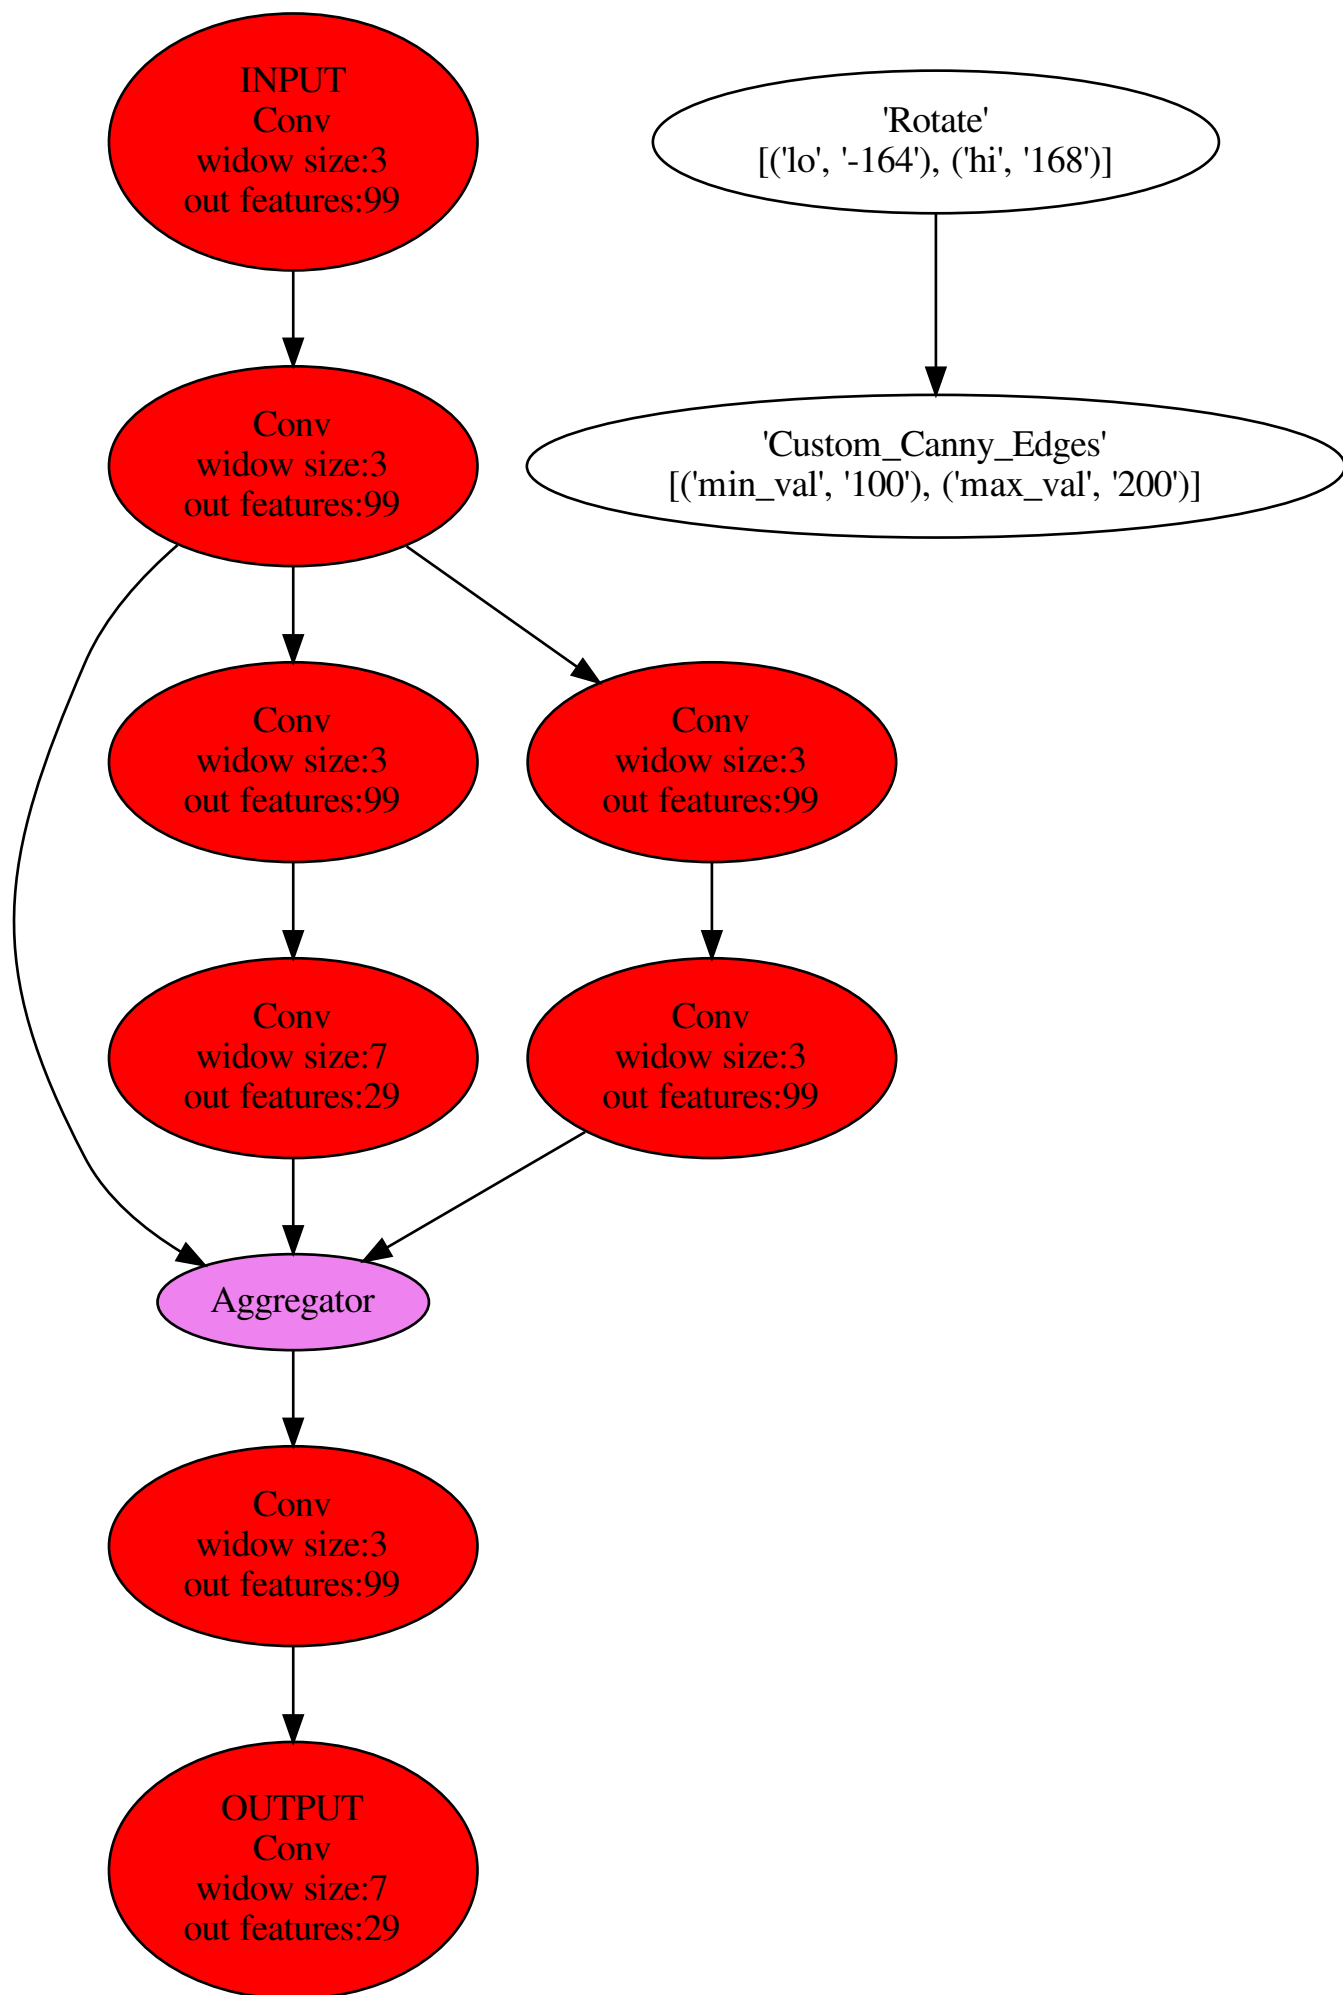 INPUT
Conv
widow size:3
out features:99
'Rotate'
[('lo', '-164'), ('hi', '168')]
Conv
widow size:3
out features:99
'Custom_Canny_Edges'
[('min_val', '100'), ('max_val', '200')]
Conv
widow size:3
out features:99
Conv
widow size:3
out features:99
Conv
widow size:7
out features:29
Conv
widow size:3
out features:99
Aggregator
Conv
widow size:3
out features:99
OUTPUT
Conv
widow size:7
out features:29